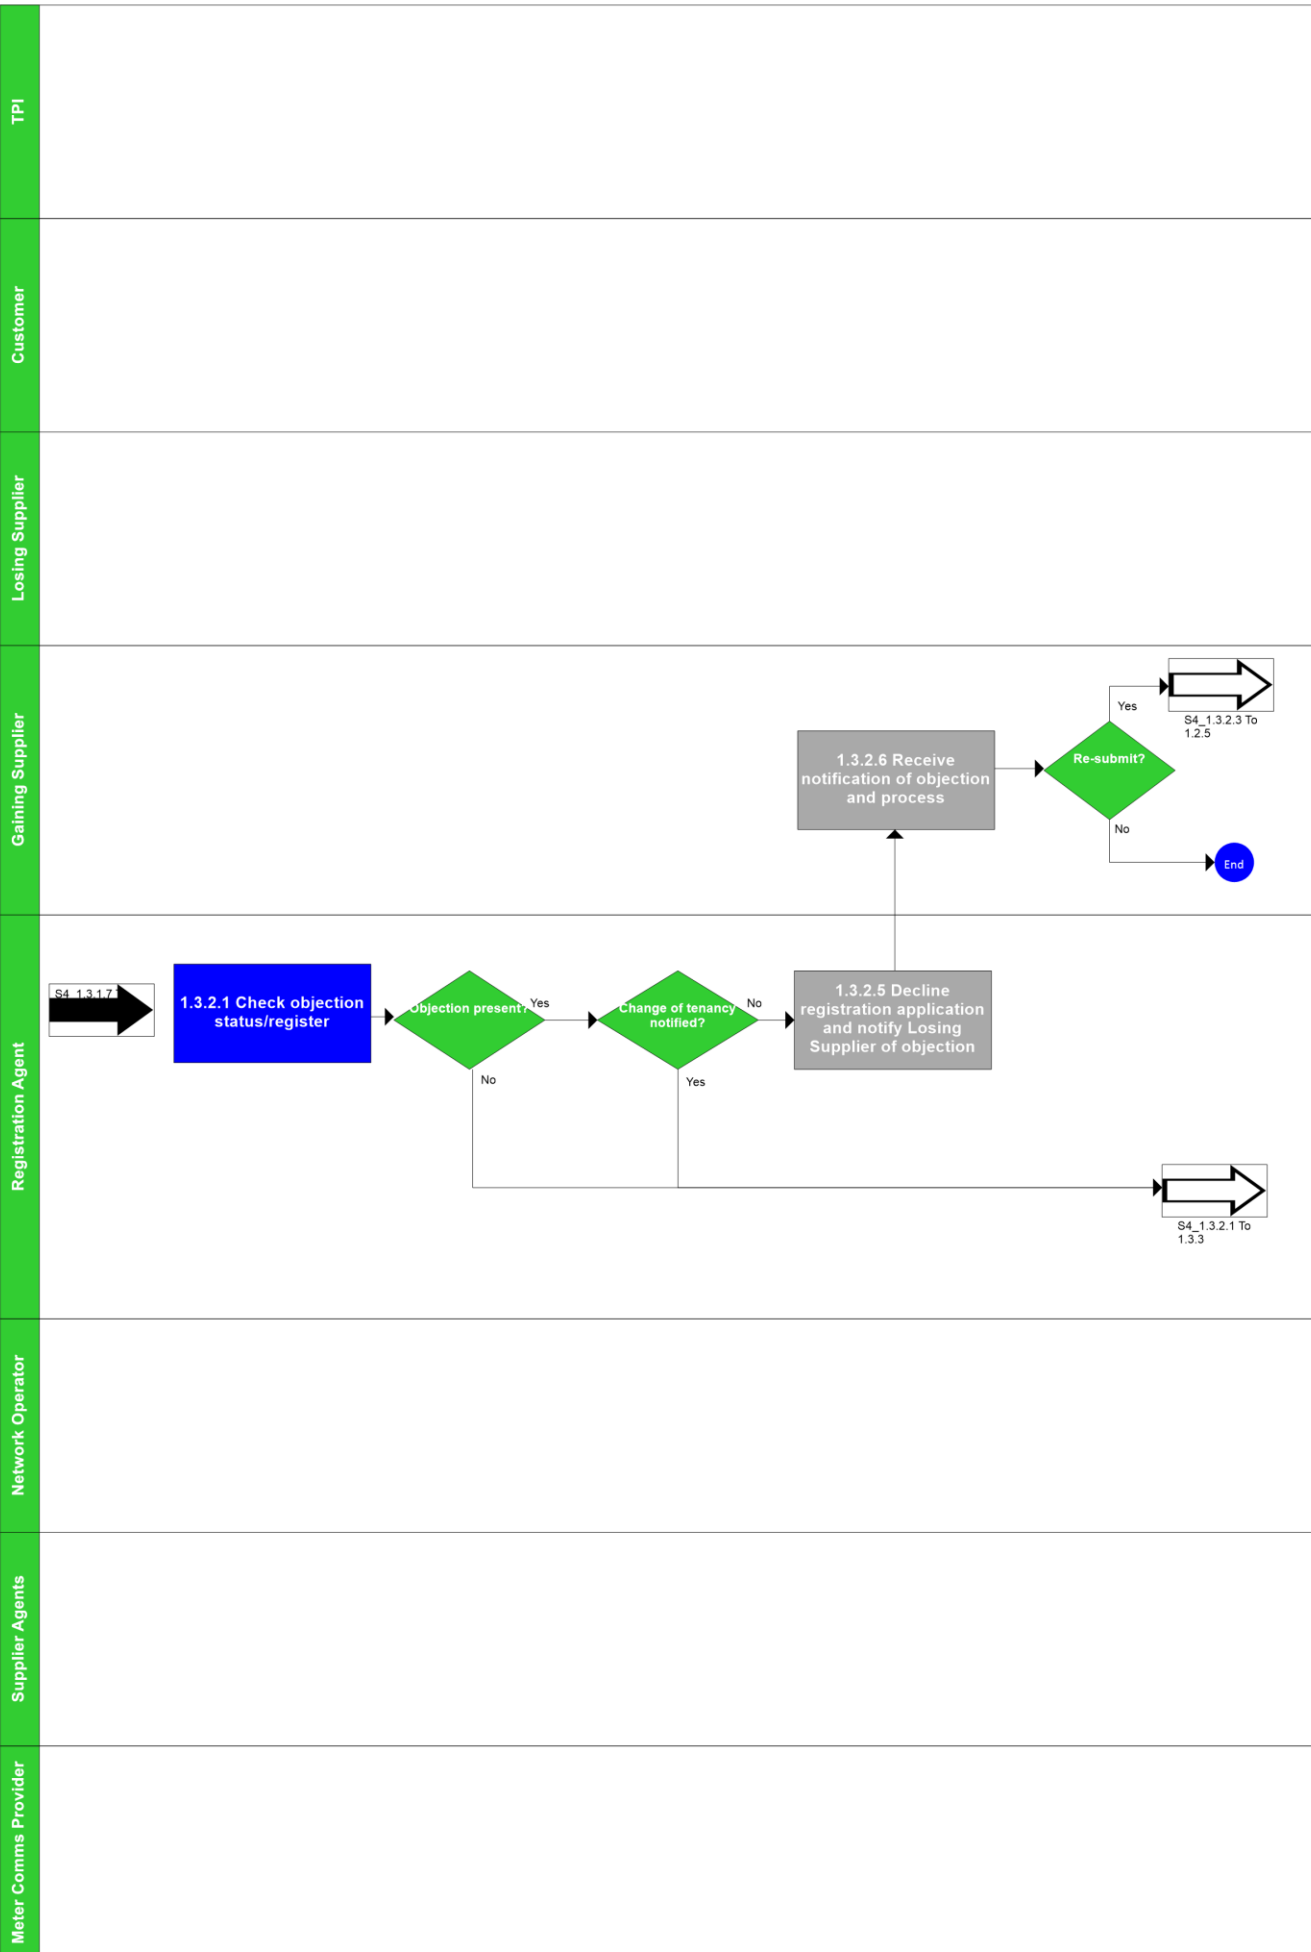 TPI
Customer
Losing Supplier
Gaining Supplier
S4_1.3.2.3 To
1.2.5
Yes
Re-submit?
1.3.2.6 Receive
notification of objection
and process
No
End
Registration Agent
S4_1.3.1.7
1.3.2.1 Check objection
status/register
Objection present?
Yes
No
Change of tenancy
notified?
No
Yes
1.3.2.5 Decline
registration application
and notify Losing
Supplier of objection
S4_1.3.2.1 To
1.3.3
Network Operator
Supplier Agents
Meter Comms Provider